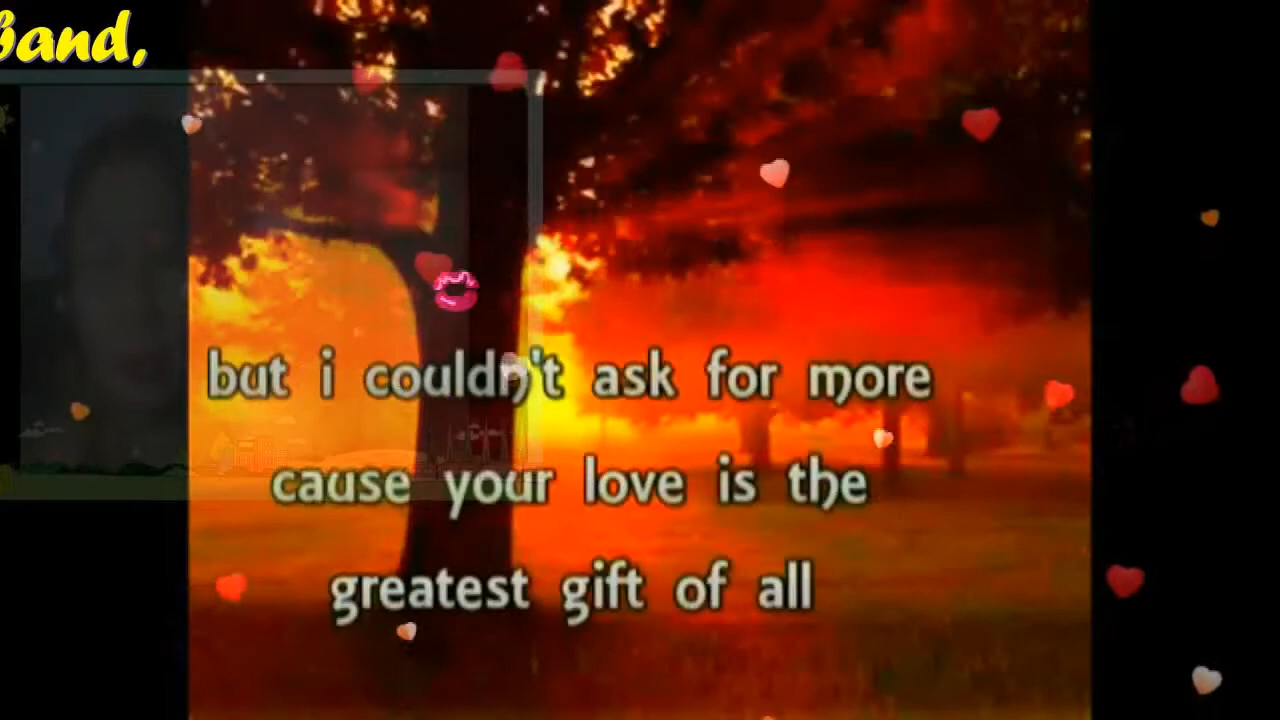 Band,
but i couldn't ask for more
cause your love is the
greatest gift of all